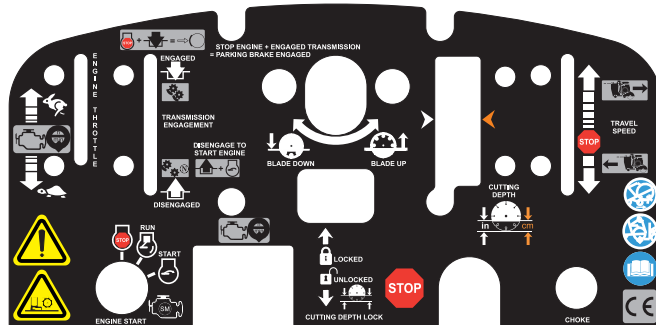 STOP
STOP ENGINE + ENGAGED TRANSMISSION
= PARKING BRAKE ENGAGED
ENGAGED
ENGINE THROTTLE
TRANSMISSION
ENGAGEMENT
DISENGAGE TO
START ENGINE
DISENGAGED
BLADE DOWN
BLADE UP
TRAVEL
SPEED
STOP
CUTTING
DEPTH
in
cm
STOP
RUN
START
SM
ENGINE START
LOCKED
UNLOCKED
CUTTING DEPTH LOCK
STOP
CHOKE
CE